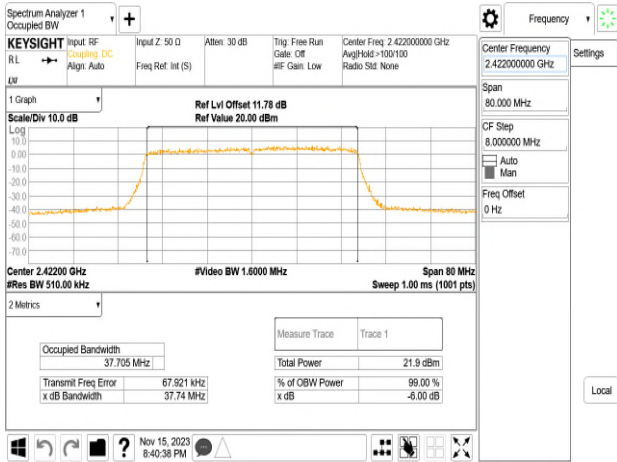 Spectrum Analyzer 1
Occupied BW
KEYSIGHT
RL
LXI
Input: RF
Coupling: DC
Align: Auto
Input Z: 50 Ω
Freq Ref: Int (S)
Atten: 30 dB
Trig: Free Run
Gate: Off
#IF Gain: Low
Center Freq: 2.422000000 GHz
Avg|Hold:>100/100
Radio Std: None
1 Graph
Scale/Div 10.0 dB
Ref Lvl Offset 11.78 dB
Ref Value 20.00 dBm
Log
10.0
0.00
-10.0
-20.0
-30.0
-40.0
-50.0
-60.0
-70.0
Center 2.42200 GHz
#Res BW 510.00 kHz
#Video BW 1.6000 MHz
Span 80 MHz
Sweep 1.00 ms (1001 pts)
2 Metrics
Occupied Bandwidth
37.705 MHz
Transmit Freq Error 67.921 kHz
x dB Bandwidth 37.74 MHz
Measure Trace Trace 1
Total Power 21.9 dBm
% of OBW Power 99.00 %
x dB -6.00 dB
Nov 15, 2023
8:40:38 PM
Frequency
Center Frequency
2.422000000 GHz
Span
80.000 MHz
CF Step
8.000000 MHz
Auto
Man
Freq Offset
0 Hz
Settings
Local